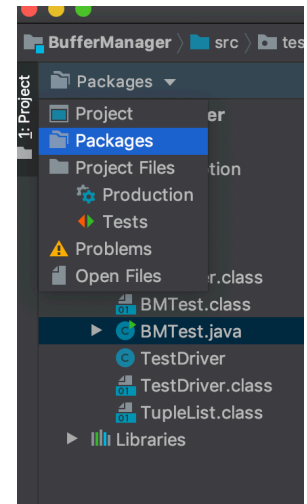 BufferManager 〉 src 〉 tes
1: Project
Packages
Project
er
Packages
Project Files
tion
Production
Tests
Problems
Open Files
r.class
BMTest.class
BMTest.java
TestDriver
TestDriver.class
TupleList.class
Libraries